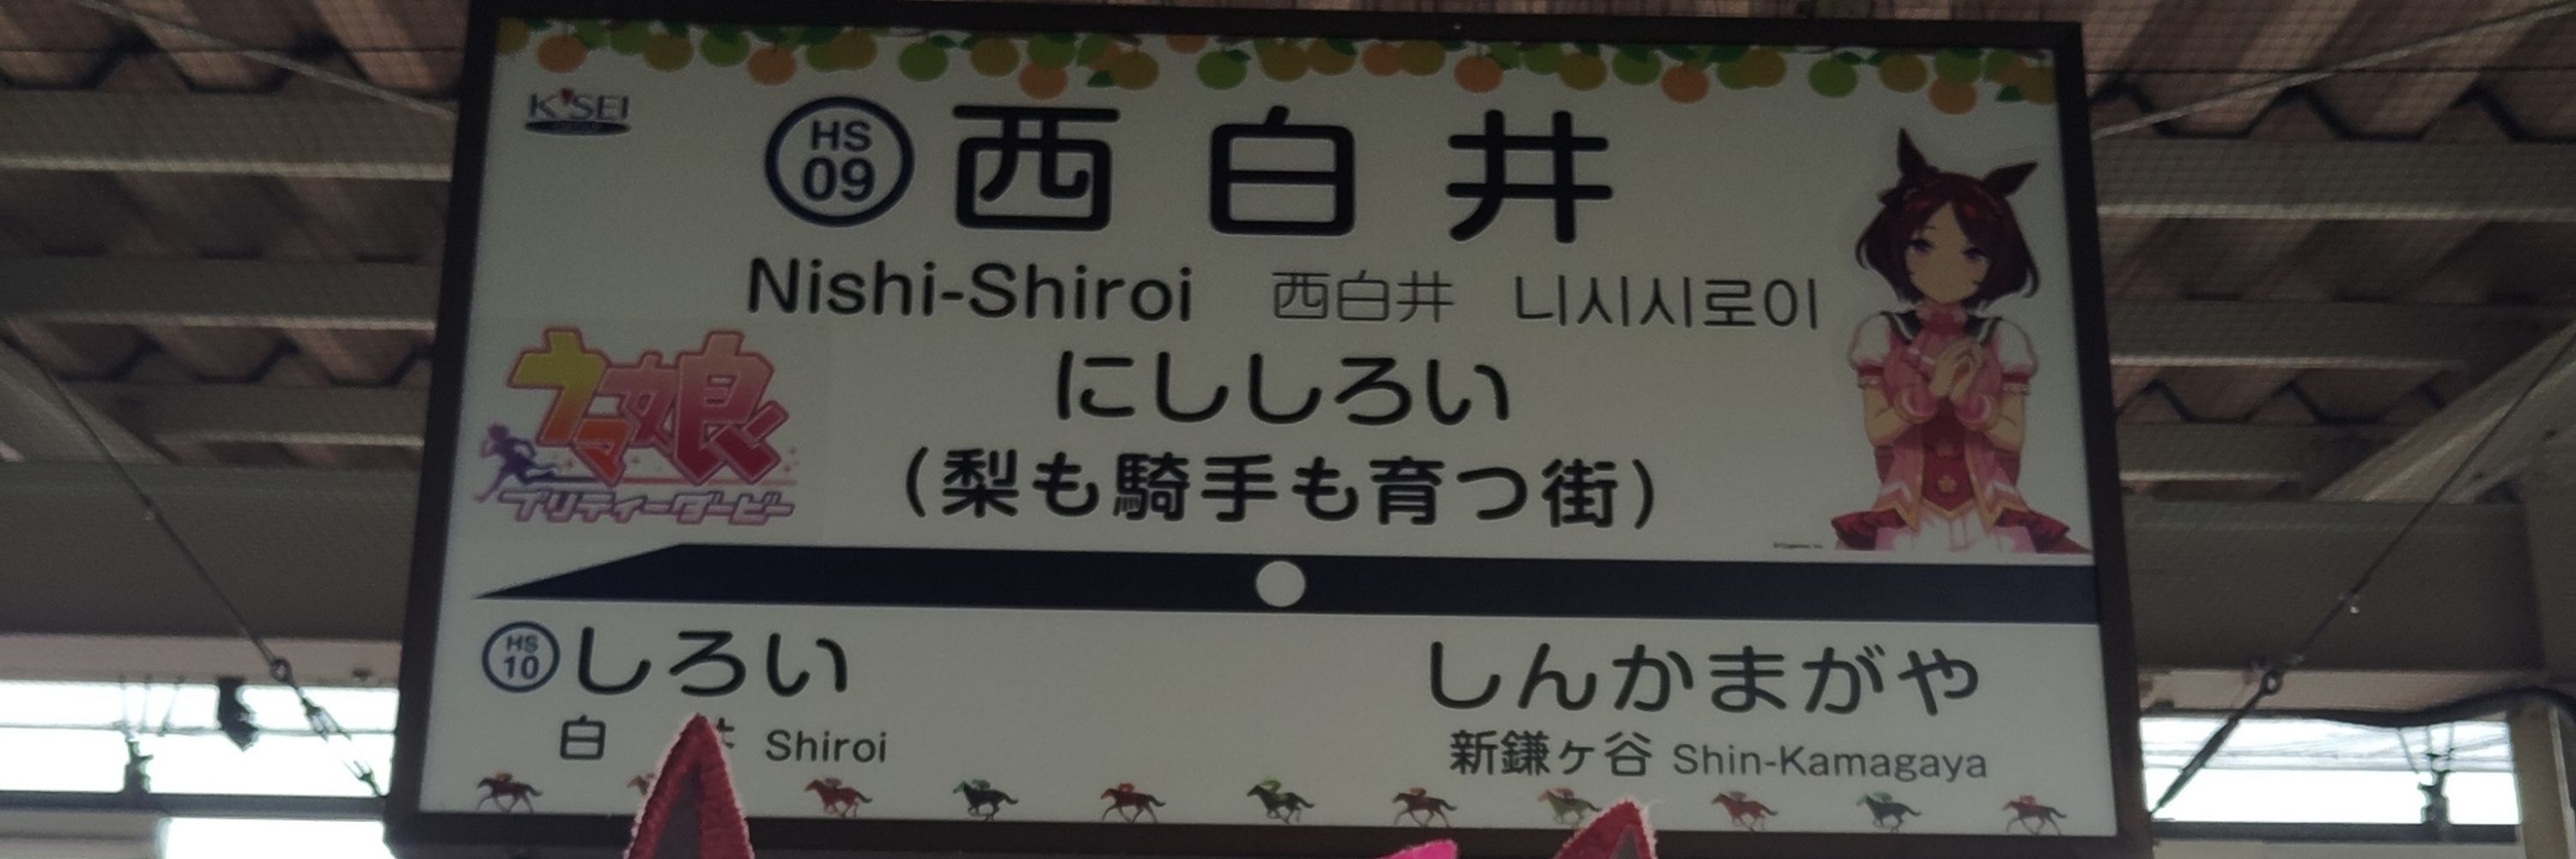 K'SEI
HS
09
西白井
Nishi-Shiroi 西白井 니시시로이
にししろい
(梨も騎手も育つ街)
ウマ娘
プリティーダービー
HS
10
しろい
白 井 Shiroi
しんかまがや
新鎌ヶ谷 Shin-Kamagaya